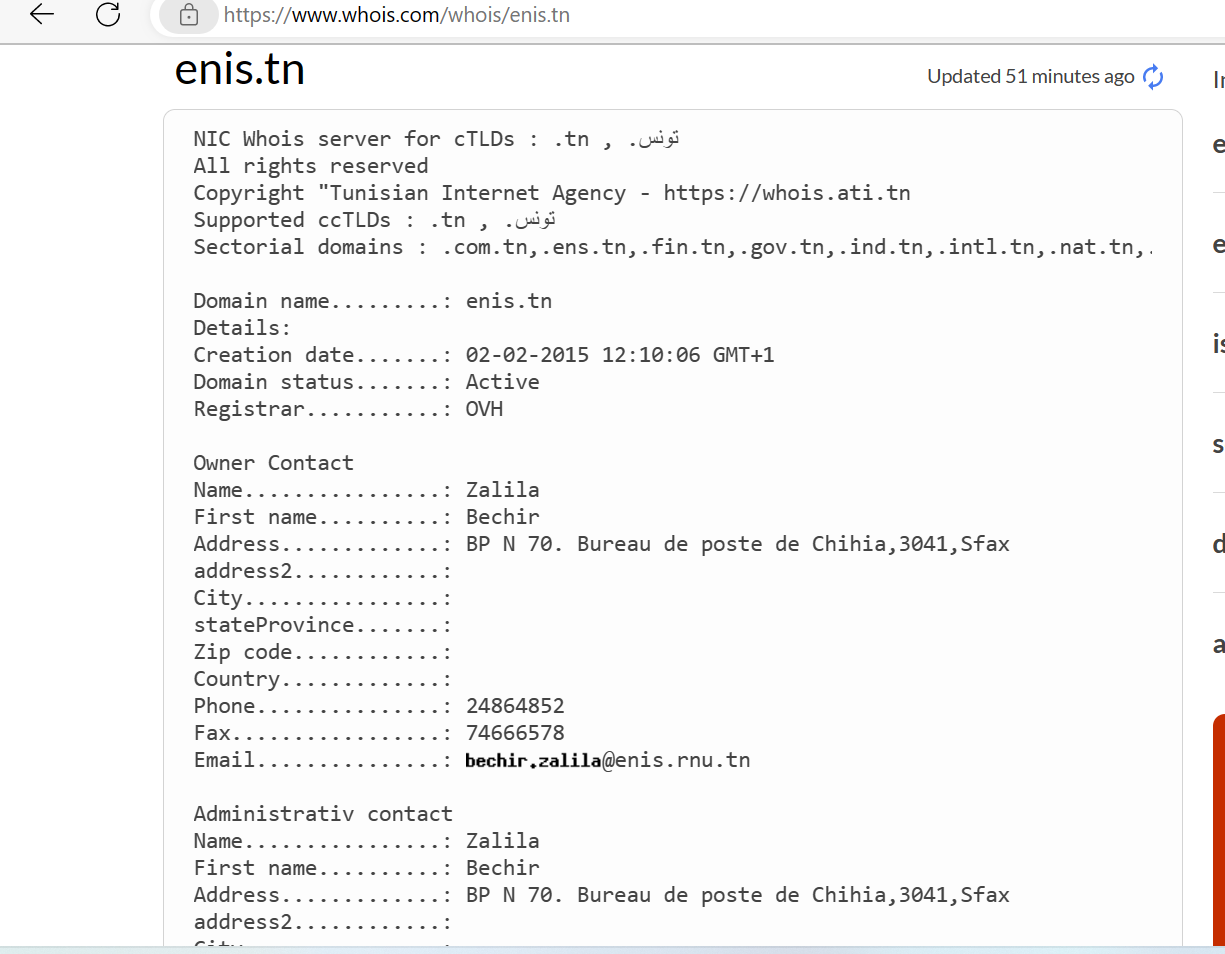 https://www.whois.com/whois/enis.tn
enis.tn
Updated 51 minutes ago
NIC Whois server for cTLDs : .tn , .تونس
All rights reserved
Copyright "Tunisian Internet Agency - https://whois.ati.tn
Supported ccTLDs : .tn , .تونس
Sectorial domains : .com.tn,.ens.tn,.fin.tn,.gov.tn,.ind.tn,.intl.tn,.nat.tn,.
Domain name.........: enis.tn
Details:
Creation date.......: 02-02-2015 12:10:06 GMT+1
Domain status.......: Active
Registrar...........: OVH
Owner Contact
Name................: Zalila
First name..........: Bechir
Address.............: BP N 70. Bureau de poste de Chihia,3041,Sfax
address2............:
City................:
stateProvince.......:
Zip code............:
Country.............:
Phone...............: 24864852
Fax.................: 74666578
Email...............: bechir.zalila@enis.rnu.tn
Administrativ contact
Name................: Zalila
First name..........: Bechir
Address.............: BP N 70. Bureau de poste de Chihia,3041,Sfax
address2............: